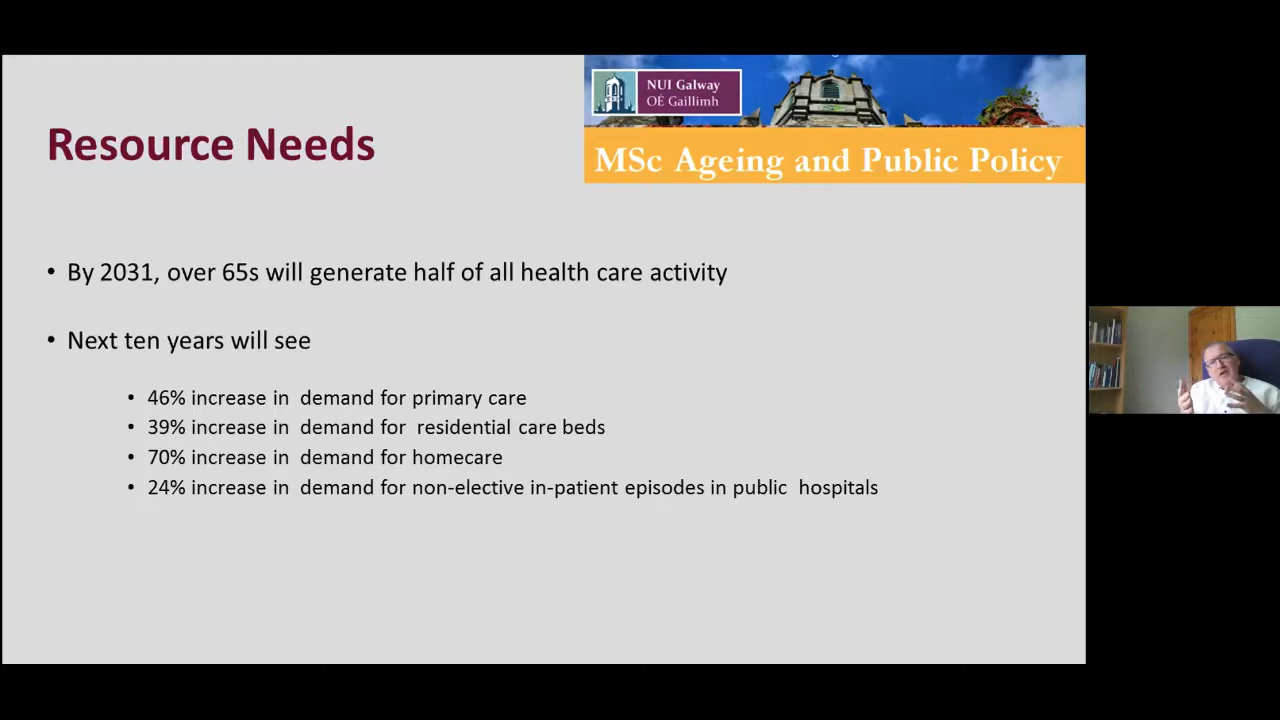 NUI Galway
OÉ Gaillimh
MSc Ageing and Public Policy
Resource Needs
• By 2031, over 65s will generate half of all health care activity
• Next ten years will see
• 46% increase in demand for primary care
• 39% increase in demand for residential care beds
• 70% increase in demand for homecare
• 24% increase in demand for non-elective in-patient episodes in public hospitals